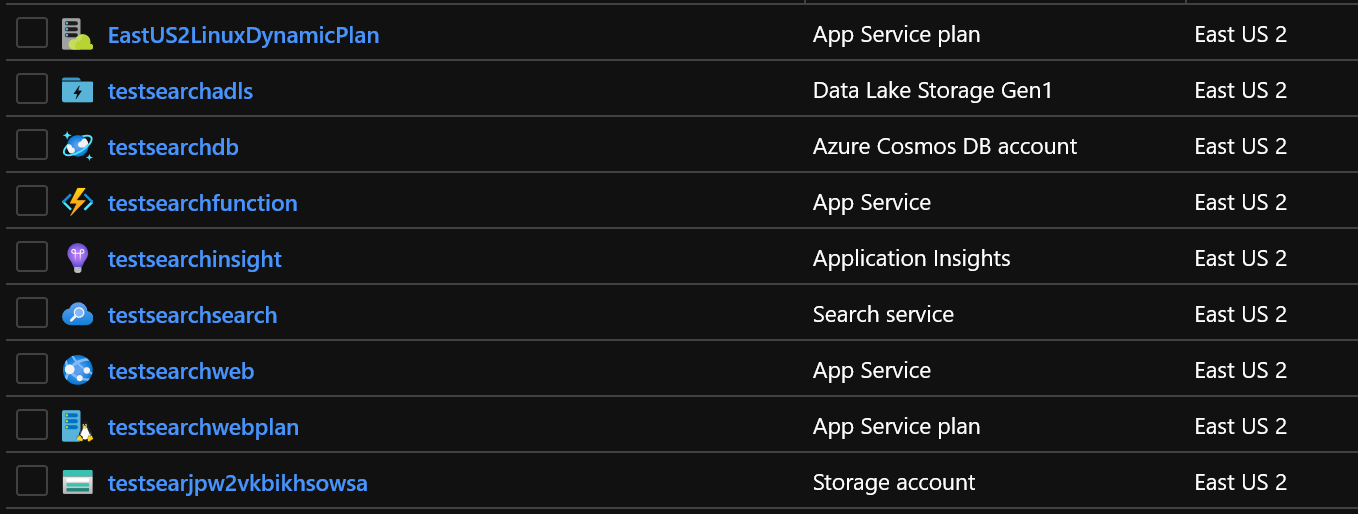 EastUS2LinuxDynamicPlan App Service plan East US 2
testsearchadls Data Lake Storage Gen1 East US 2
testsearchdb Azure Cosmos DB account East US 2
testsearchfunction App Service East US 2
testsearchinsight Application Insights East US 2
testsearchsearch Search service East US 2
testsearchweb App Service East US 2
testsearchwebplan App Service plan East US 2
testsearjpw2vkbikhsowsa Storage account East US 2